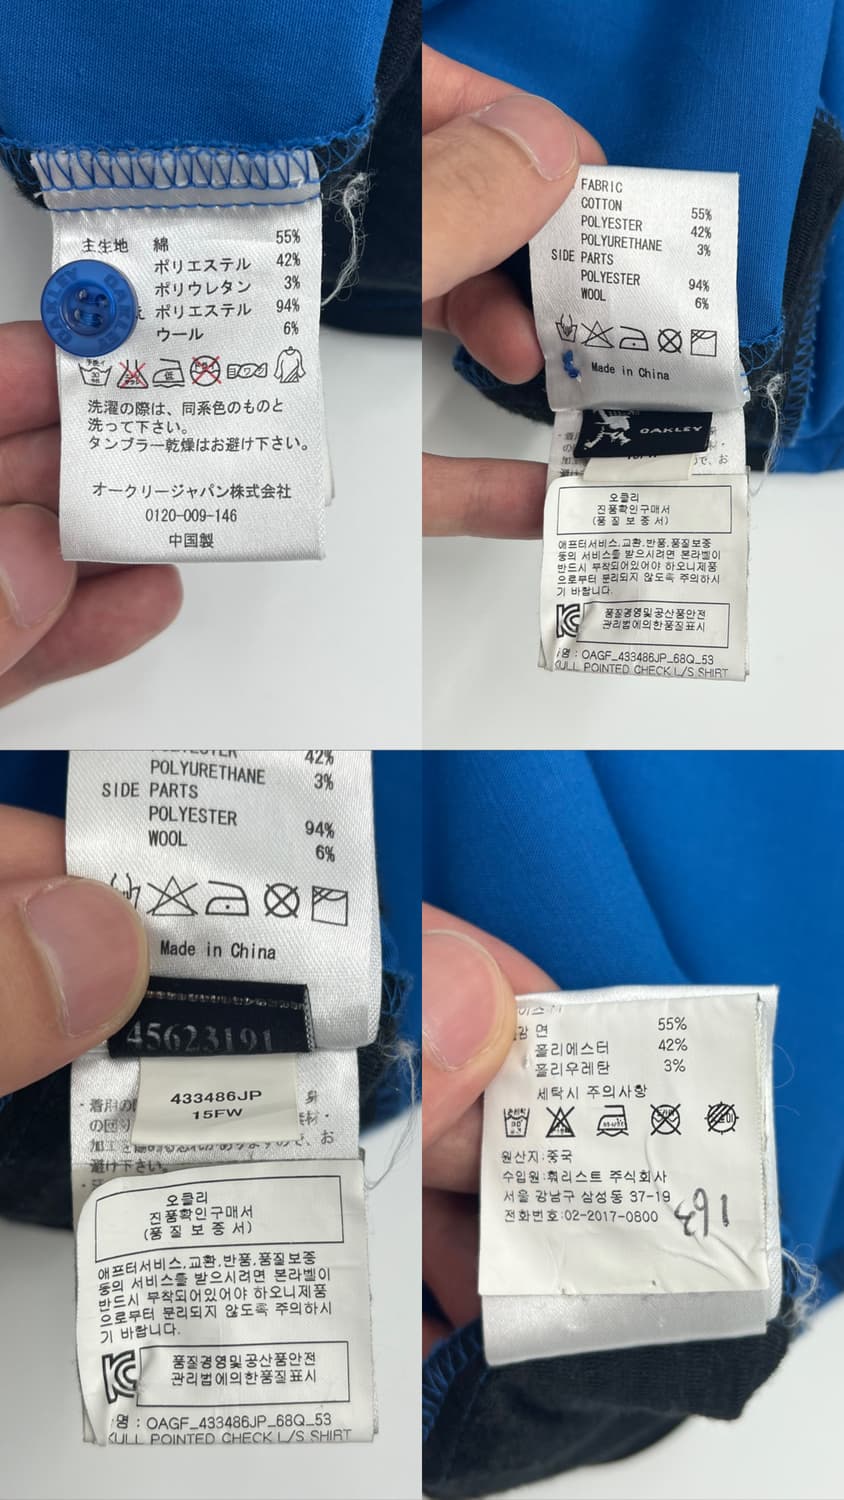 主生地 綿 55%
ポリエステル 42%
ポリウレタン 3%
え ポリエステル 94%
ウール 6%
OAKLEY OAKLEY
洗濯の際は、同系色のものと
洗って下さい。
タンブラー乾燥はお避け下さい。
オークリージャパン株式会社
0120-009-146
中国製
FABRIC
COTTON 55%
POLYESTER 42%
POLYURETHANE 3%
SIDE PARTS
POLYESTER 94%
WOOL 6%
Made in China
OAKLEY
오클리
진품확인구매서
(품 질 보 증 서)
애프터서비스,교환,반품,품질보증
등의 서비스를 받으시려면 본라벨이
반드시 부착되어있어야 하오니제품
으로부터 분리되지 않도록 주의하시
기 바랍니다.
품질경영및공산품안전
관리법에의한품질표시
명 : OAGF_433486JP_68Q_53
KULL POINTED CHECK L/S SHIRT
42%
POLYURETHANE 3%
SIDE PARTS
POLYESTER 94%
WOOL 6%
Made in China
45623191
433486JP
15FW
避け下さい。
오클리
진품확인구매서
(품 질 보 증 서)
애프터서비스,교환,반품,품질보증
등의 서비스를 받으시려면 본라벨이
반드시 부착되어있어야 하오니제품
으로부터 분리되지 않도록 주의하시
기 바랍니다.
품질경영및공산품안전
관리법에의한품질표시
명 : OAGF_433486JP_68Q_53
KULL POINTED CHECK L/S SHIRT
감 면 55%
폴리에스터 42%
폴리우레탄 3%
세탁시 주의사항
원산지:중국
수입원:훠리스트 주식회사
서울 강남구 삼성동 37-19
전화번호:02-2017-0800
163